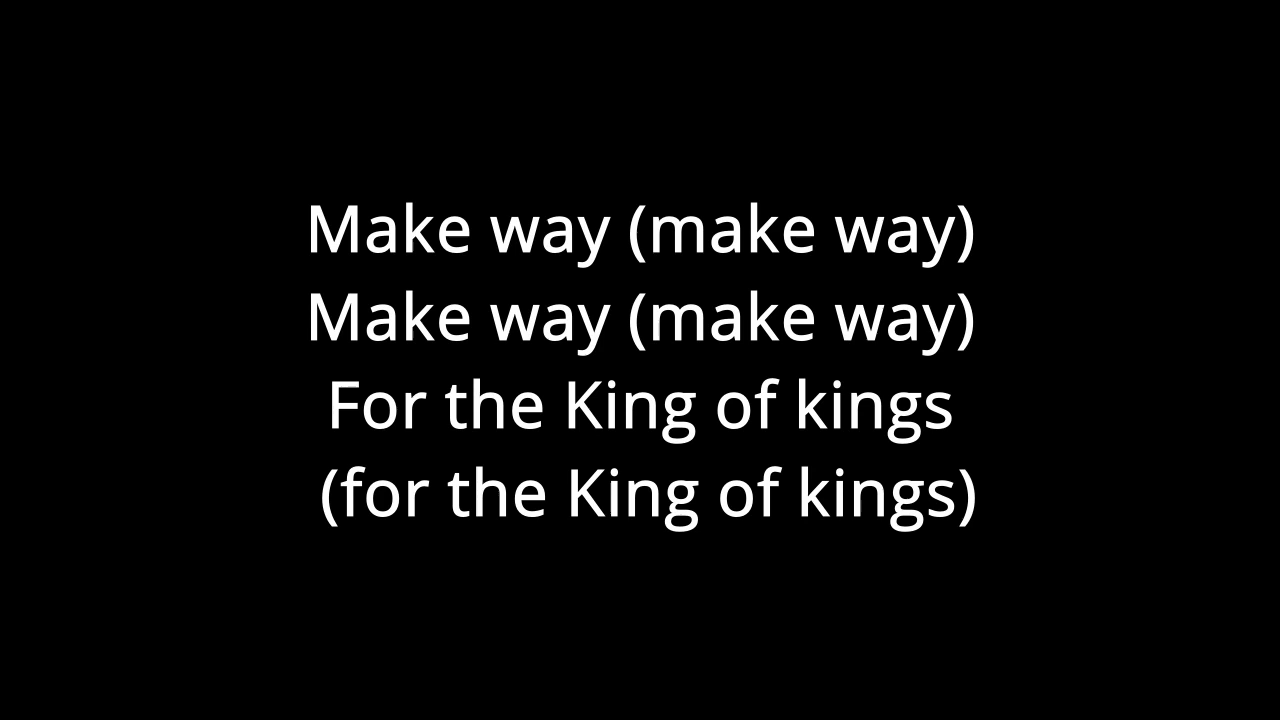 Make way (make way)
Make way (make way)
For the King of kings
(for the King of kings)